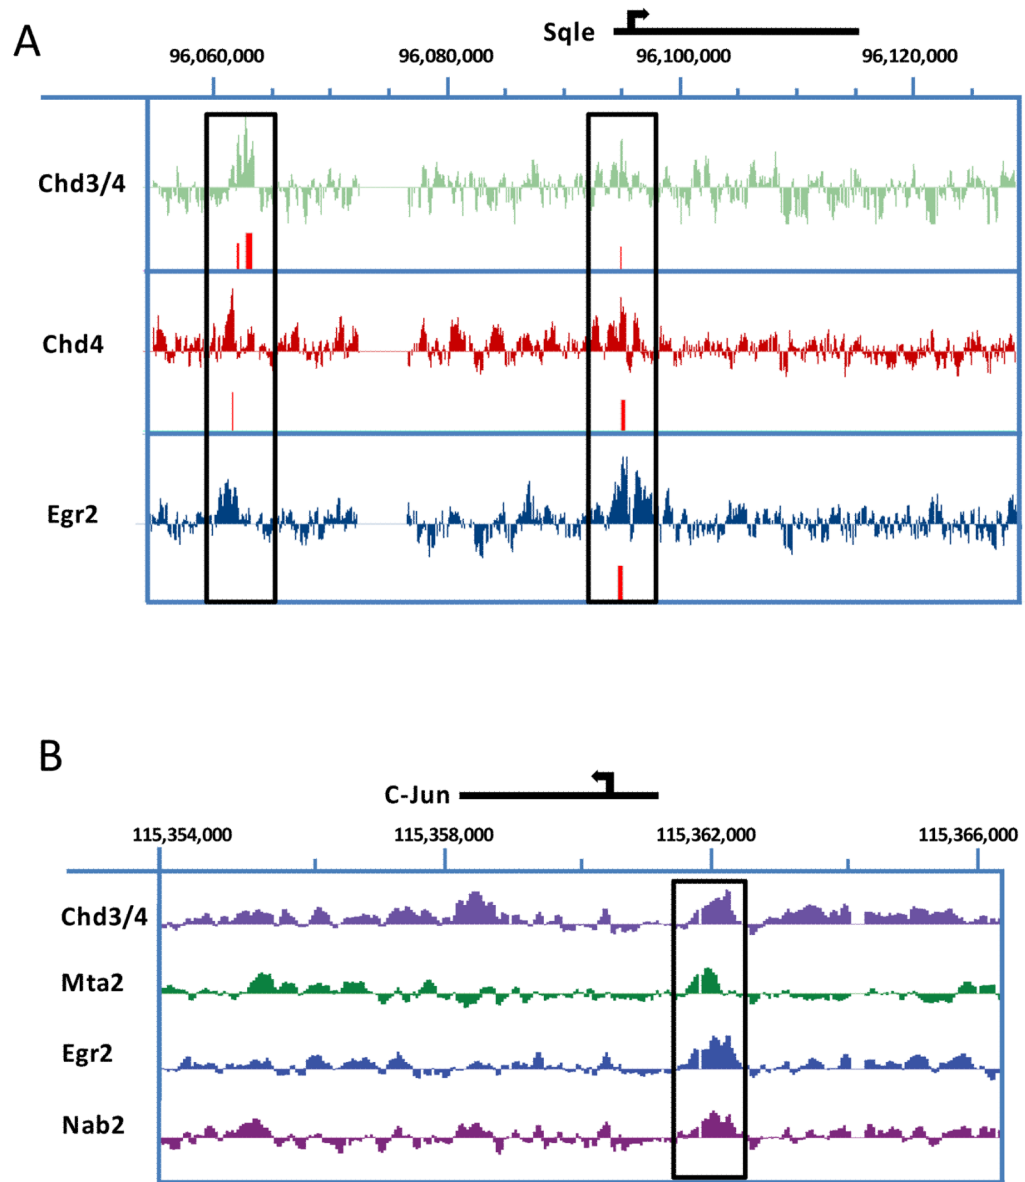 A
Sqle
96,060,000 96,080,000 96,100,000 96,120,000
Chd3/4
Chd4
Egr2
B
C-Jun
115,354,000 115,358,000 115,362,000 115,366,000
Chd3/4
Mta2
Egr2
Nab2